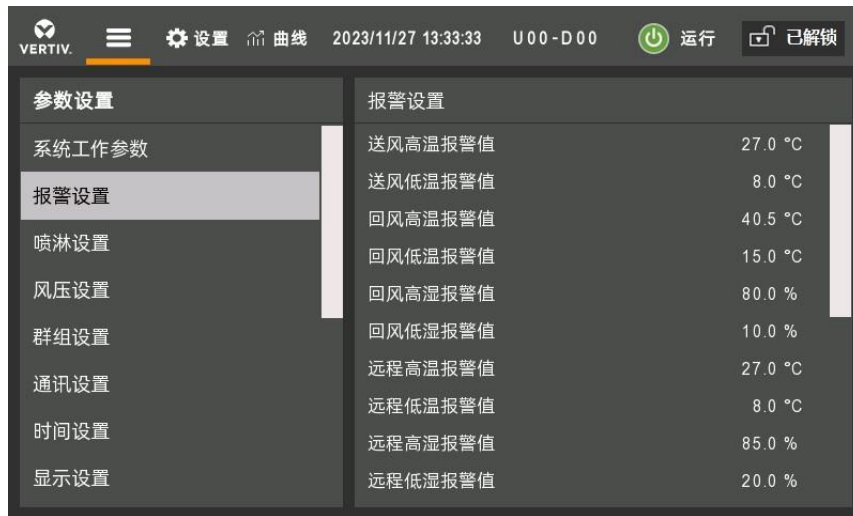 VERTIV. 设置 曲线 2023/11/27 13:33:33 U00-D00 运行 已解锁
参数设置
系统工作参数
报警设置
喷淋设置
风压设置
群组设置
通讯设置
时间设置
显示设置
报警设置
送风高温报警值 27.0 °C
送风低温报警值 8.0 °C
回风高温报警值 40.5 °C
回风低温报警值 15.0 °C
回风高湿报警值 80.0 %
回风低湿报警值 10.0 %
远程高温报警值 27.0 °C
远程低温报警值 8.0 °C
远程高湿报警值 85.0 %
远程低湿报警值 20.0 %